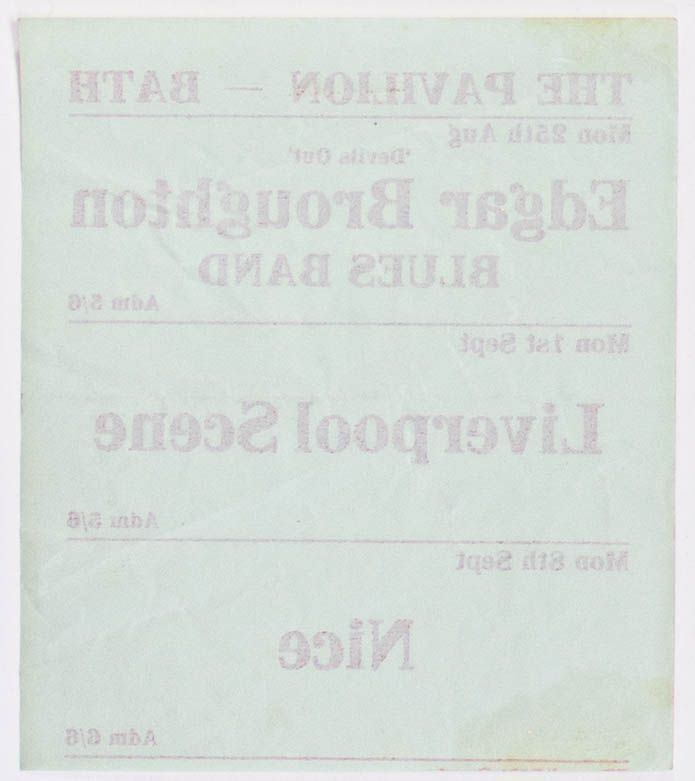 THE PAVILION — BATH
Mon 25th Aug
'Devils Out'
Edgar Broughton
BLUES BAND
Adm 5/6
Mon 1st Sept
Liverpool Scene
Adm 5/6
Mon 8th Sept
Nice
Adm 6/6